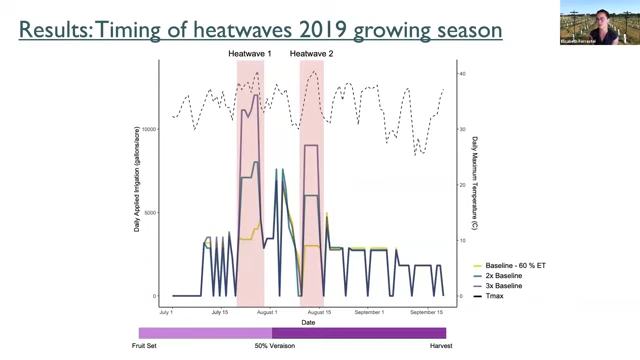 Results: Timing of heatwaves 2019 growing season
Elisabeth Forrestel
Heatwave 1
Heatwave 2
Daily Applied Irrigation (gallons/acre)
10000
5000
0
40
30
20
10
0
Daily Maximum Temperature (C)
July 1
July 15
August 1
August 15
September 1
September 15
Date
Baseline - 60 % ET
2x Baseline
3x Baseline
Tmax
Fruit Set
50% Veraison
Harvest